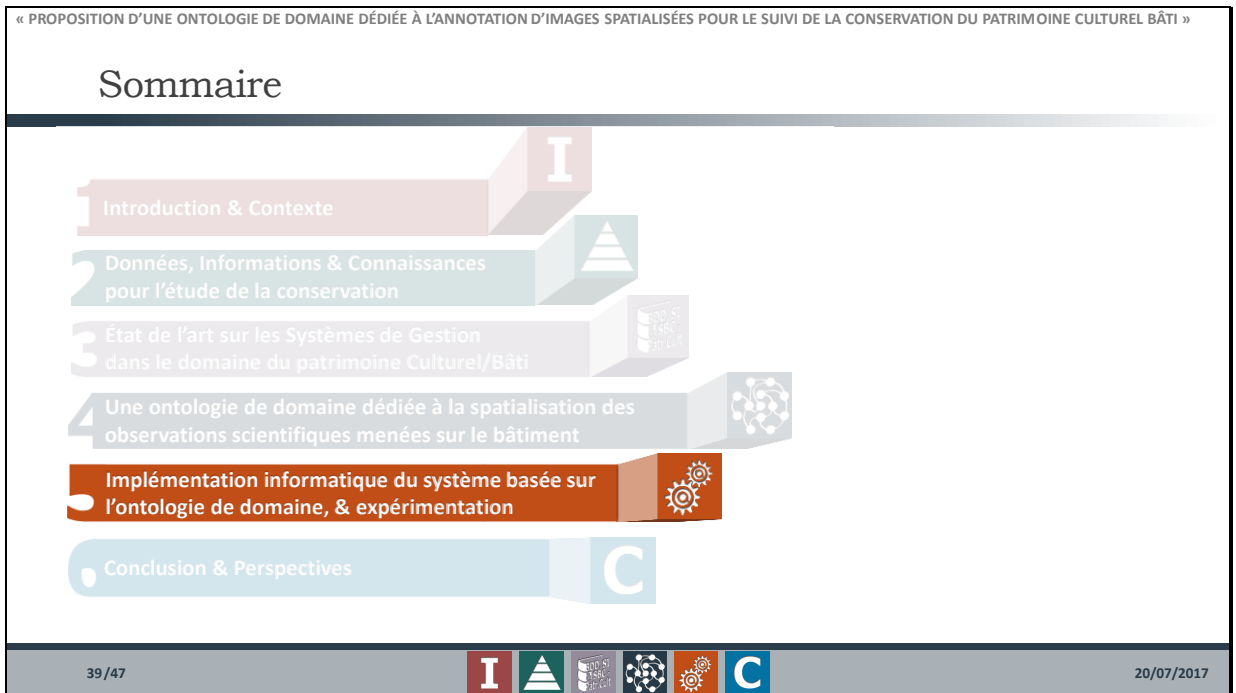 « PROPOSITION D'UNE ONTOLOGIE DE DOMAINE DÉDIÉE À L'ANNOTATION D'IMAGES SPATIALISÉES POUR LE SUIVI DE LA CONSERVATION DU PATRIMOINE CULTUREL BÂTI »
Sommaire
I
1 Introduction & Contexte
2 Données, Informations & Connaissances
pour l'étude de la conservation
3 État de l'art sur les Systèmes de Gestion
dans le domaine du patrimoine Culturel/Bâti
4 Une ontologie de domaine dédiée à la spatialisation des
observations scientifiques menées sur le bâtiment
5 Implémentation informatique du système basée sur
l'ontologie de domaine, & expérimentation
6 Conclusion & Perspectives
C
39/47
I
C
20/07/2017